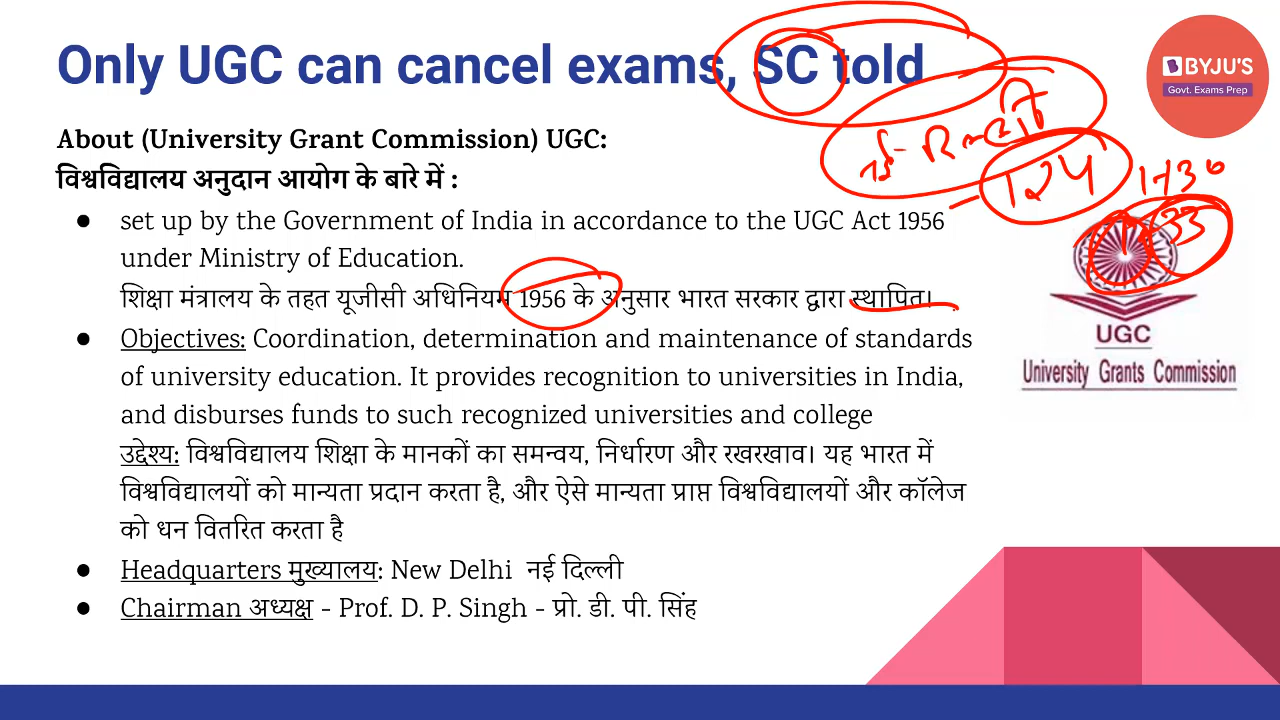 Only UGC can cancel exams, SC told
BYJU'S
Govt. Exams Prep
About (University Grant Commission) UGC:
विश्वविद्यालय अनुदान आयोग के बारे में :
124
33
● set up by the Government of India in accordance to the UGC Act 1956
under Ministry of Education.
शिक्षा मंत्रालय के तहत यूजीसी अधिनियम 1956 के अनुसार भारत सरकार द्वारा स्थापित।
● Objectives: Coordination, determination and maintenance of standards
of university education. It provides recognition to universities in India,
and disburses funds to such recognized universities and college
उद्देश्य: विश्वविद्यालय शिक्षा के मानकों का समन्वय, निर्धारण और रखरखाव। यह भारत में
विश्वविद्यालयों को मान्यता प्रदान करता है, और ऐसे मान्यता प्राप्त विश्वविद्यालयों और कॉलेज
को धन वितरित करता है
● Headquarters मुख्यालय: New Delhi नई दिल्ली
● Chairman अध्यक्ष - Prof. D. P. Singh - प्रो. डी. पी. सिंह
UGC
University Grants Commission